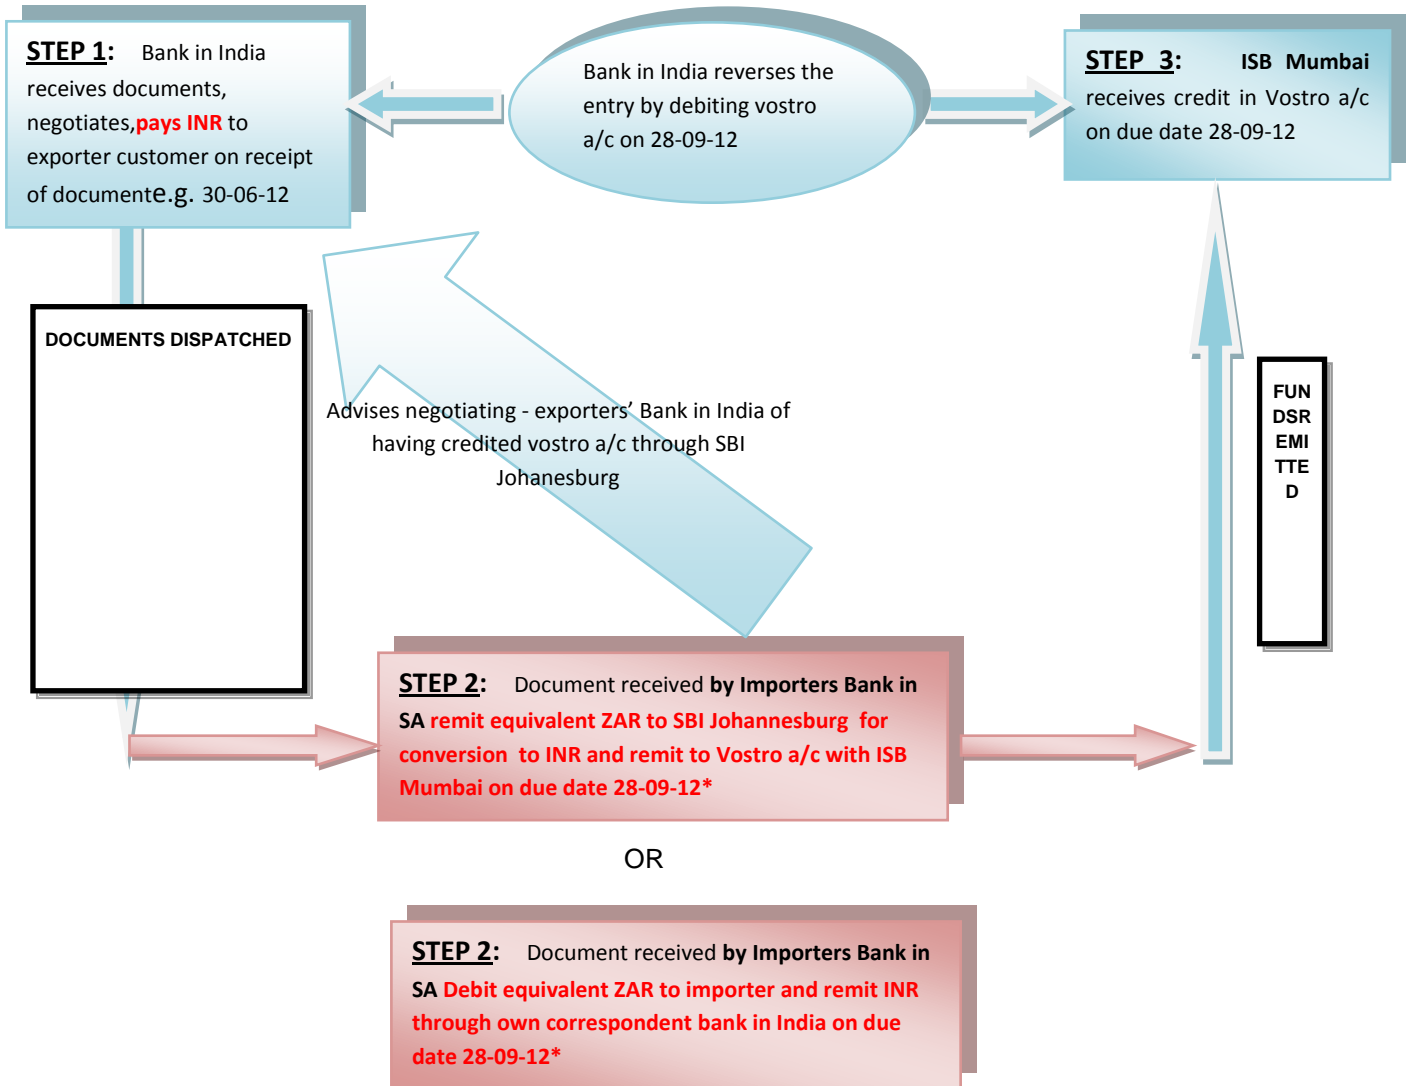 STEP 1: Bank in India
receives documents,
negotiates,pays INR to
exporter customer on receipt
of documente.g. 30-06-12
Bank in India reverses the
entry by debiting vostro
a/c on 28-09-12
STEP 3: ISB Mumbai
receives credit in Vostro a/c
on due date 28-09-12
DOCUMENTS DISPATCHED
Advises negotiating - exporters' Bank in India of
having credited vostro a/c through SBI
Johanesburg
FUN
DSR
EMI
TTE
D
STEP 2: Document received by Importers Bank in
SA remit equivalent ZAR to SBI Johannesburg for
conversion to INR and remit to Vostro a/c with ISB
Mumbai on due date 28-09-12*
OR
STEP 2: Document received by Importers Bank in
SA Debit equivalent ZAR to importer and remit INR
through own correspondent bank in India on due
date 28-09-12*